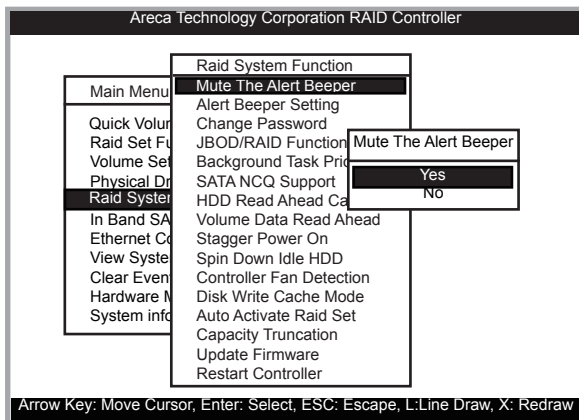 Areca Technology Corporation RAID Controller
Main Menu
Quick Volu
Raid Set Fu
Volume Set
Physical Dr
Raid System
In Band SA
Ethernet Co
View Syste
Clear Even
Hardware M
System info
Raid System Function
Mute The Alert Beeper
Alert Beeper Setting
Change Password
JBOD/RAID Function
Background Task Prio
SATA NCQ Support
HDD Read Ahead Ca
Volume Data Read Ahead
Stagger Power On
Spin Down Idle HDD
Controller Fan Detection
Disk Write Cache Mode
Auto Activate Raid Set
Capacity Truncation
Update Firmware
Restart Controller
Mute The Alert Beeper
Yes
No
Arrow Key: Move Cursor, Enter: Select, ESC: Escape, L:Line Draw, X: Redraw